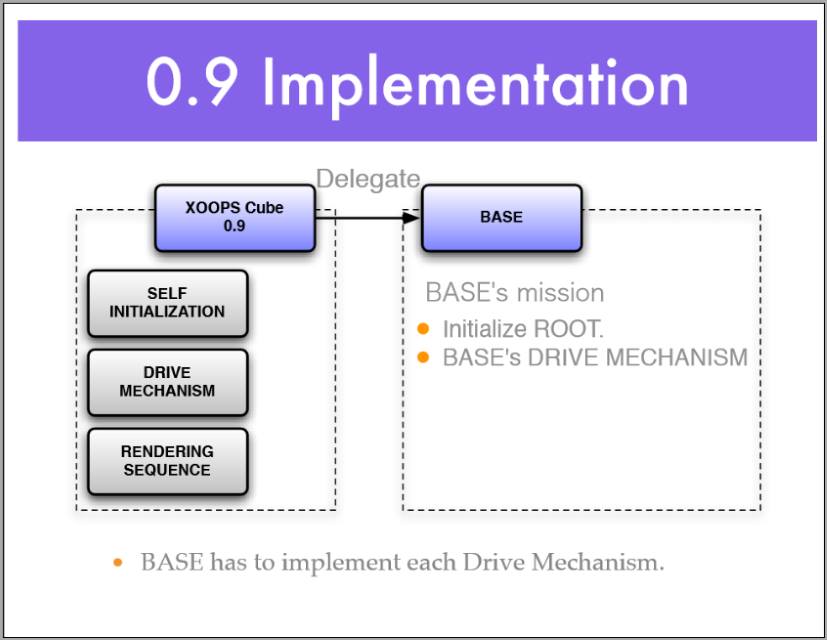 0.9 Implementation
Delegate
XOOPS Cube
0.9
BASE
SELF
INITIALIZATION
DRIVE
MECHANISM
RENDERING
SEQUENCE
BASE's mission
Initialize ROOT.
BASE's DRIVE MECHANISM
BASE has to implement each Drive Mechanism.